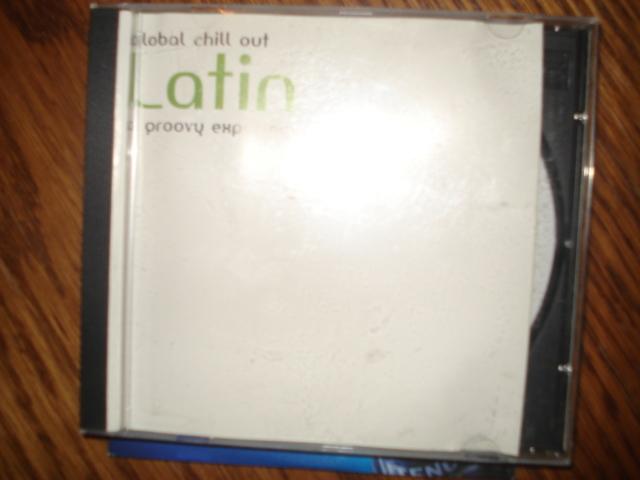 global chill out
Latin
a groovy exp